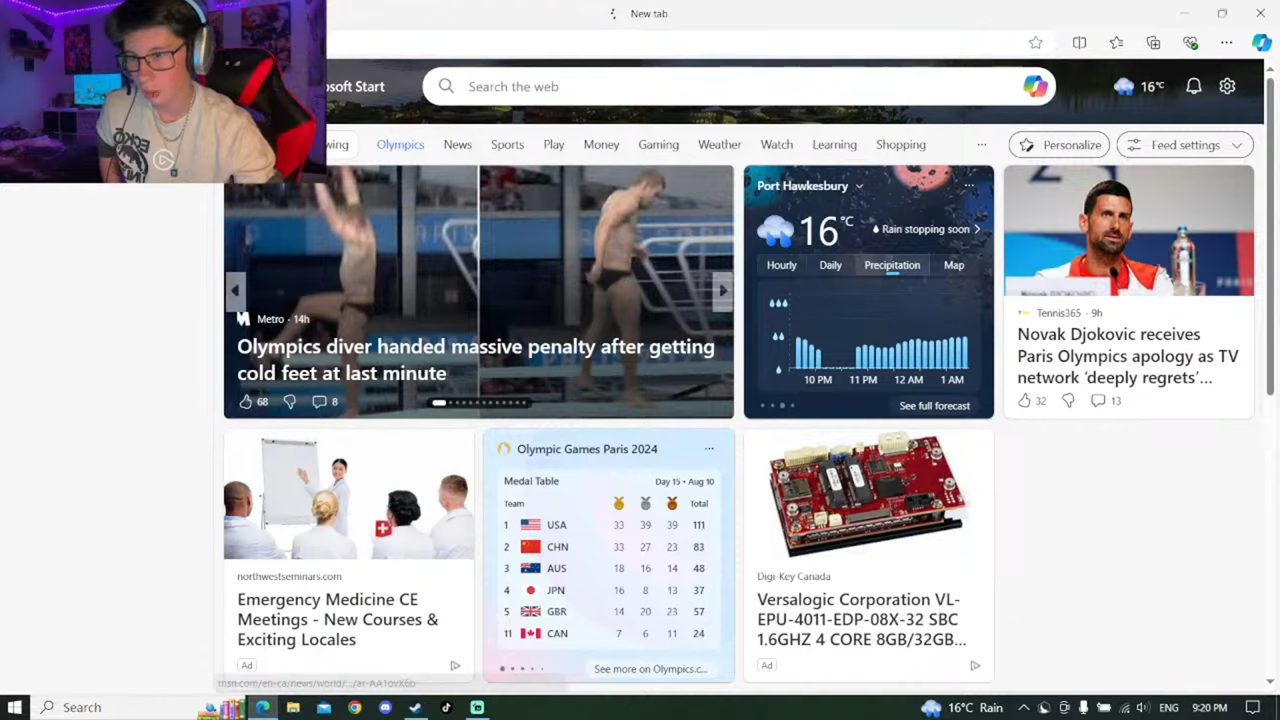 New tab
osoft Start
Search the web
16°C
wing
Olympics
News
Sports
Play
Money
Gaming
Weather
Watch
Learning
Shopping
Personalize
Feed settings
Metro · 14h
Olympics diver handed massive penalty after getting
cold feet at last minute
68
8
Port Hawkesbury
16
°C
Rain stopping soon
Hourly
Daily
Precipitation
Map
10 PM
11 PM
12 AM
1 AM
See full forecast
Tennis365 · 9h
Novak Djokovic receives
Paris Olympics apology as TV
network ‘deeply regrets’...
32
13
northwestseminars.com
Emergency Medicine CE
Meetings - New Courses &
Exciting Locales
Ad
Olympic Games Paris 2024
Medal Table
Day 15 • Aug 10
Team
Total
1 USA 33 39 39 111
2 CHN 33 27 23 83
3 AUS 18 16 14 48
4 JPN 16 8 13 37
5 GBR 14 20 23 57
11 CAN 7 6 11 24
See more on Olympics.c...
Digi-Key Canada
Versalogic Corporation VL-
EPU-4011-EDP-08X-32 SBC
1.6GHZ 4 CORE 8GB/32GB...
Ad
msn.com/en-ca/news/world/.../ar-AA1ovX6b
Search
16°C Rain
ENG
9:20 PM